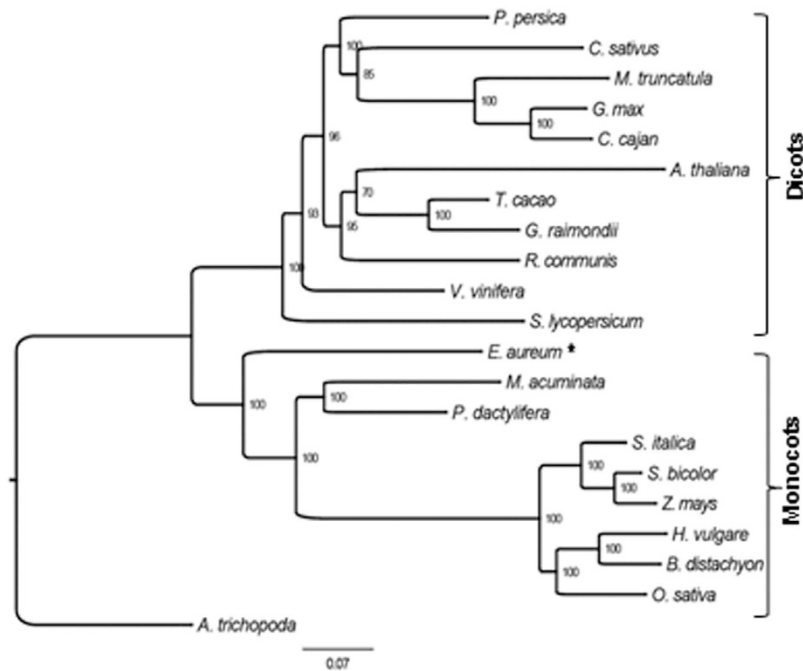 P. persica
100
C. sativus
85
M. truncatula
100
G. max
100
C. cajan
96
A. thaliana
70
T. cacao
100
G. raimondii
95
R. communis
93
V. vinifera
100
S. lycopersicum
Dicots
E. aureum *
100
M. acuminata
100
P. dactylifera
100
S. italica
100
S. bicolor
100
Z. mays
100
H. vulgare
100
B. distachyon
100
O. sativa
Monocots
A. trichopoda
0.07